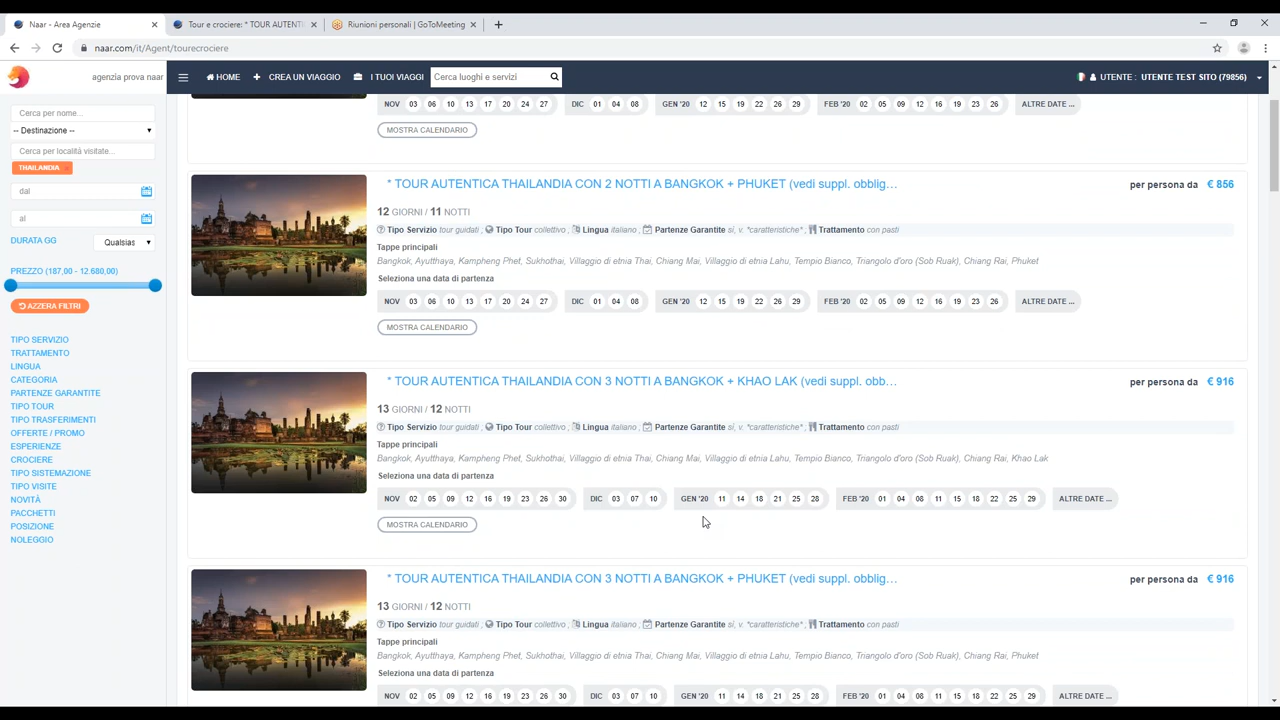 Naar - Area Agenzie
Tour e crociere: * TOUR AUTENTI
Riunioni personali | GoToMeeting
naar.com/it/Agent/tourecrociere
agenzia prova naar
HOME
CREA UN VIAGGIO
I TUOI VIAGGI
Cerca luoghi e servizi
UTENTE : UTENTE TEST SITO (79856)
Cerca per nome...
-- Destinazione --
Cerca per località visitate...
THAILANDIA
dal
al
DURATA GG
Qualsias
PREZZO (187,00 - 12.680,00)
AZZERA FILTRI
TIPO SERVIZIO
TRATTAMENTO
LINGUA
CATEGORIA
PARTENZE GARANTITE
TIPO TOUR
TIPO TRASFERIMENTI
OFFERTE / PROMO
ESPERIENZE
CROCIERE
TIPO SISTEMAZIONE
TIPO VISITE
NOVITÀ
PACCHETTI
POSIZIONE
NOLEGGIO
NOV 03 06 10 13 17 20 24 27 DIC 01 04 08 GEN '20 12 15 19 22 26 29 FEB '20 02 05 09 12 16 19 23 26 ALTRE DATE ...
MOSTRA CALENDARIO
* TOUR AUTENTICA THAILANDIA CON 2 NOTTI A BANGKOK + PHUKET (vedi suppl. obblig...
per persona da € 856
12 GIORNI / 11 NOTTI
Tipo Servizio tour guidati , Tipo Tour collettivo , Lingua italiano , Partenze Garantite sì, v. *caratteristiche* , Trattamento con pasti
Tappe principali
Bangkok, Ayutthaya, Kampheng Phet, Sukhothai, Villaggio di etnia Thai, Chiang Mai, Villaggio di etnia Lahu, Tempio Bianco, Triangolo d'oro (Sob Ruak), Chiang Rai, Phuket
Seleziona una data di partenza
NOV 03 06 10 13 17 20 24 27 DIC 01 04 08 GEN '20 12 15 19 22 26 29 FEB '20 02 05 09 12 16 19 23 26 ALTRE DATE ...
MOSTRA CALENDARIO
* TOUR AUTENTICA THAILANDIA CON 3 NOTTI A BANGKOK + KHAO LAK (vedi suppl. obb...
per persona da € 916
13 GIORNI / 12 NOTTI
Tipo Servizio tour guidati , Tipo Tour collettivo , Lingua italiano , Partenze Garantite sì, v. *caratteristiche* , Trattamento con pasti
Tappe principali
Bangkok, Ayutthaya, Kampheng Phet, Sukhothai, Villaggio di etnia Thai, Chiang Mai, Villaggio di etnia Lahu, Tempio Bianco, Triangolo d'oro (Sob Ruak), Chiang Rai, Khao Lak
Seleziona una data di partenza
NOV 02 05 09 12 16 19 23 26 30 DIC 03 07 10 GEN '20 11 14 18 21 25 28 FEB '20 01 04 08 11 15 18 22 25 29 ALTRE DATE ...
MOSTRA CALENDARIO
* TOUR AUTENTICA THAILANDIA CON 3 NOTTI A BANGKOK + PHUKET (vedi suppl. obblig...
per persona da € 916
13 GIORNI / 12 NOTTI
Tipo Servizio tour guidati , Tipo Tour collettivo , Lingua italiano , Partenze Garantite sì, v. *caratteristiche* , Trattamento con pasti
Tappe principali
Bangkok, Ayutthaya, Kampheng Phet, Sukhothai, Villaggio di etnia Thai, Chiang Mai, Villaggio di etnia Lahu, Tempio Bianco, Triangolo d'oro (Sob Ruak), Chiang Rai, Phuket
Seleziona una data di partenza
NOV 02 05 09 12 16 19 23 26 30 DIC 03 07 10 GEN '20 11 14 18 21 25 28 FEB '20 01 04 08 11 15 18 22 25 29 ALTRE DATE ...